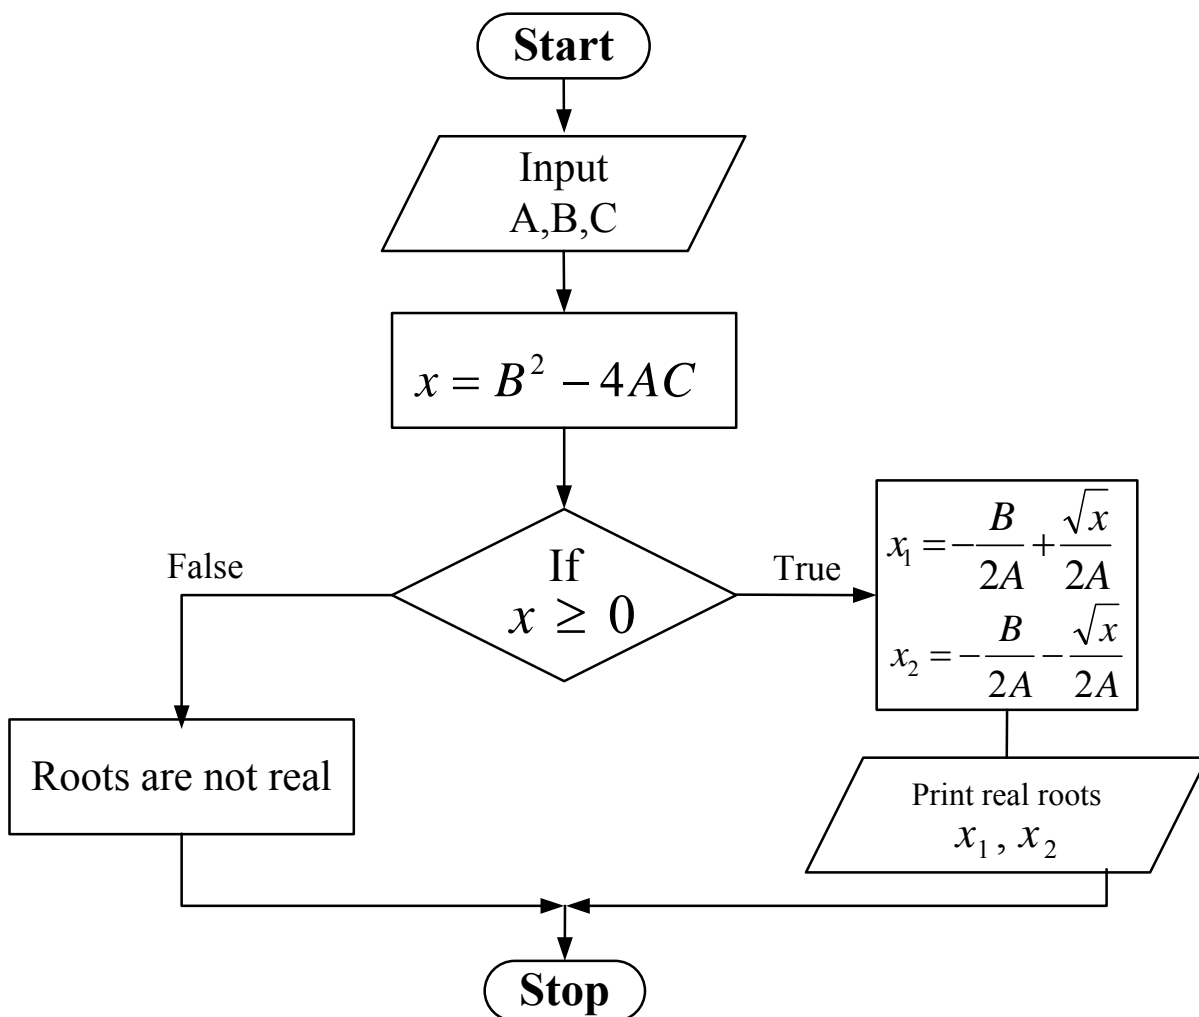 Start
Input
A,B,C
x = B² − 4AC
If
x ≥ 0
False
True
x₁ = −B/2A + √x/2A
x₂ = −B/2A − √x/2A
Roots are not real
Print real roots
x₁ , x₂
Stop